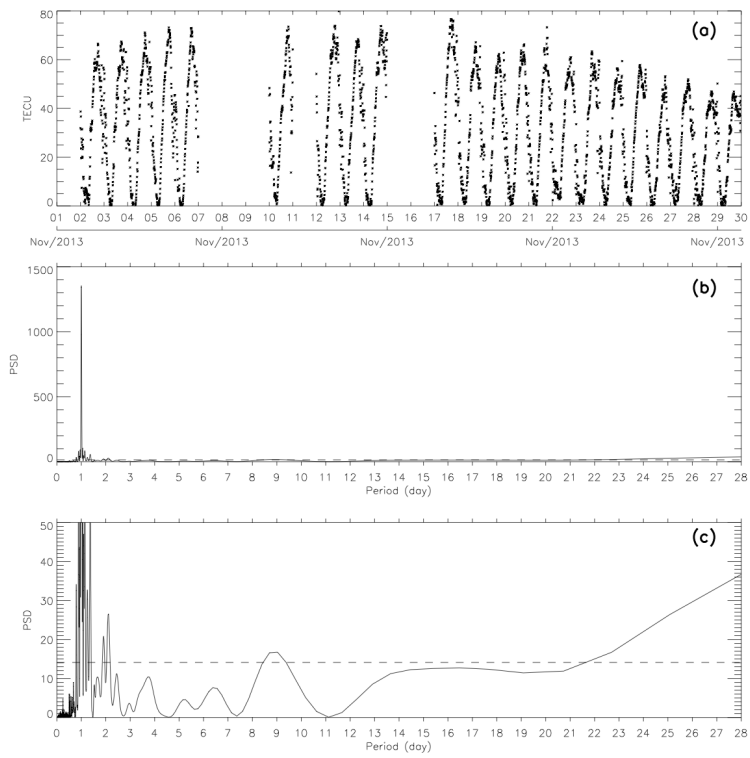 (a)
80
60
40
20
0
TECU
01 02 03 04 05 06 07 08 09 10 11 12 13 14 15 16 17 18 19 20 21 22 23 24 25 26 27 28 29 30
Nov/2013 Nov/2013 Nov/2013 Nov/2013 Nov/2013
(b)
1500
1000
500
0
PSD
0 1 2 3 4 5 6 7 8 9 10 11 12 13 14 15 16 17 18 19 20 21 22 23 24 25 26 27 28
Period (day)
(c)
50
40
30
20
10
0
PSD
0 1 2 3 4 5 6 7 8 9 10 11 12 13 14 15 16 17 18 19 20 21 22 23 24 25 26 27 28
Period (day)